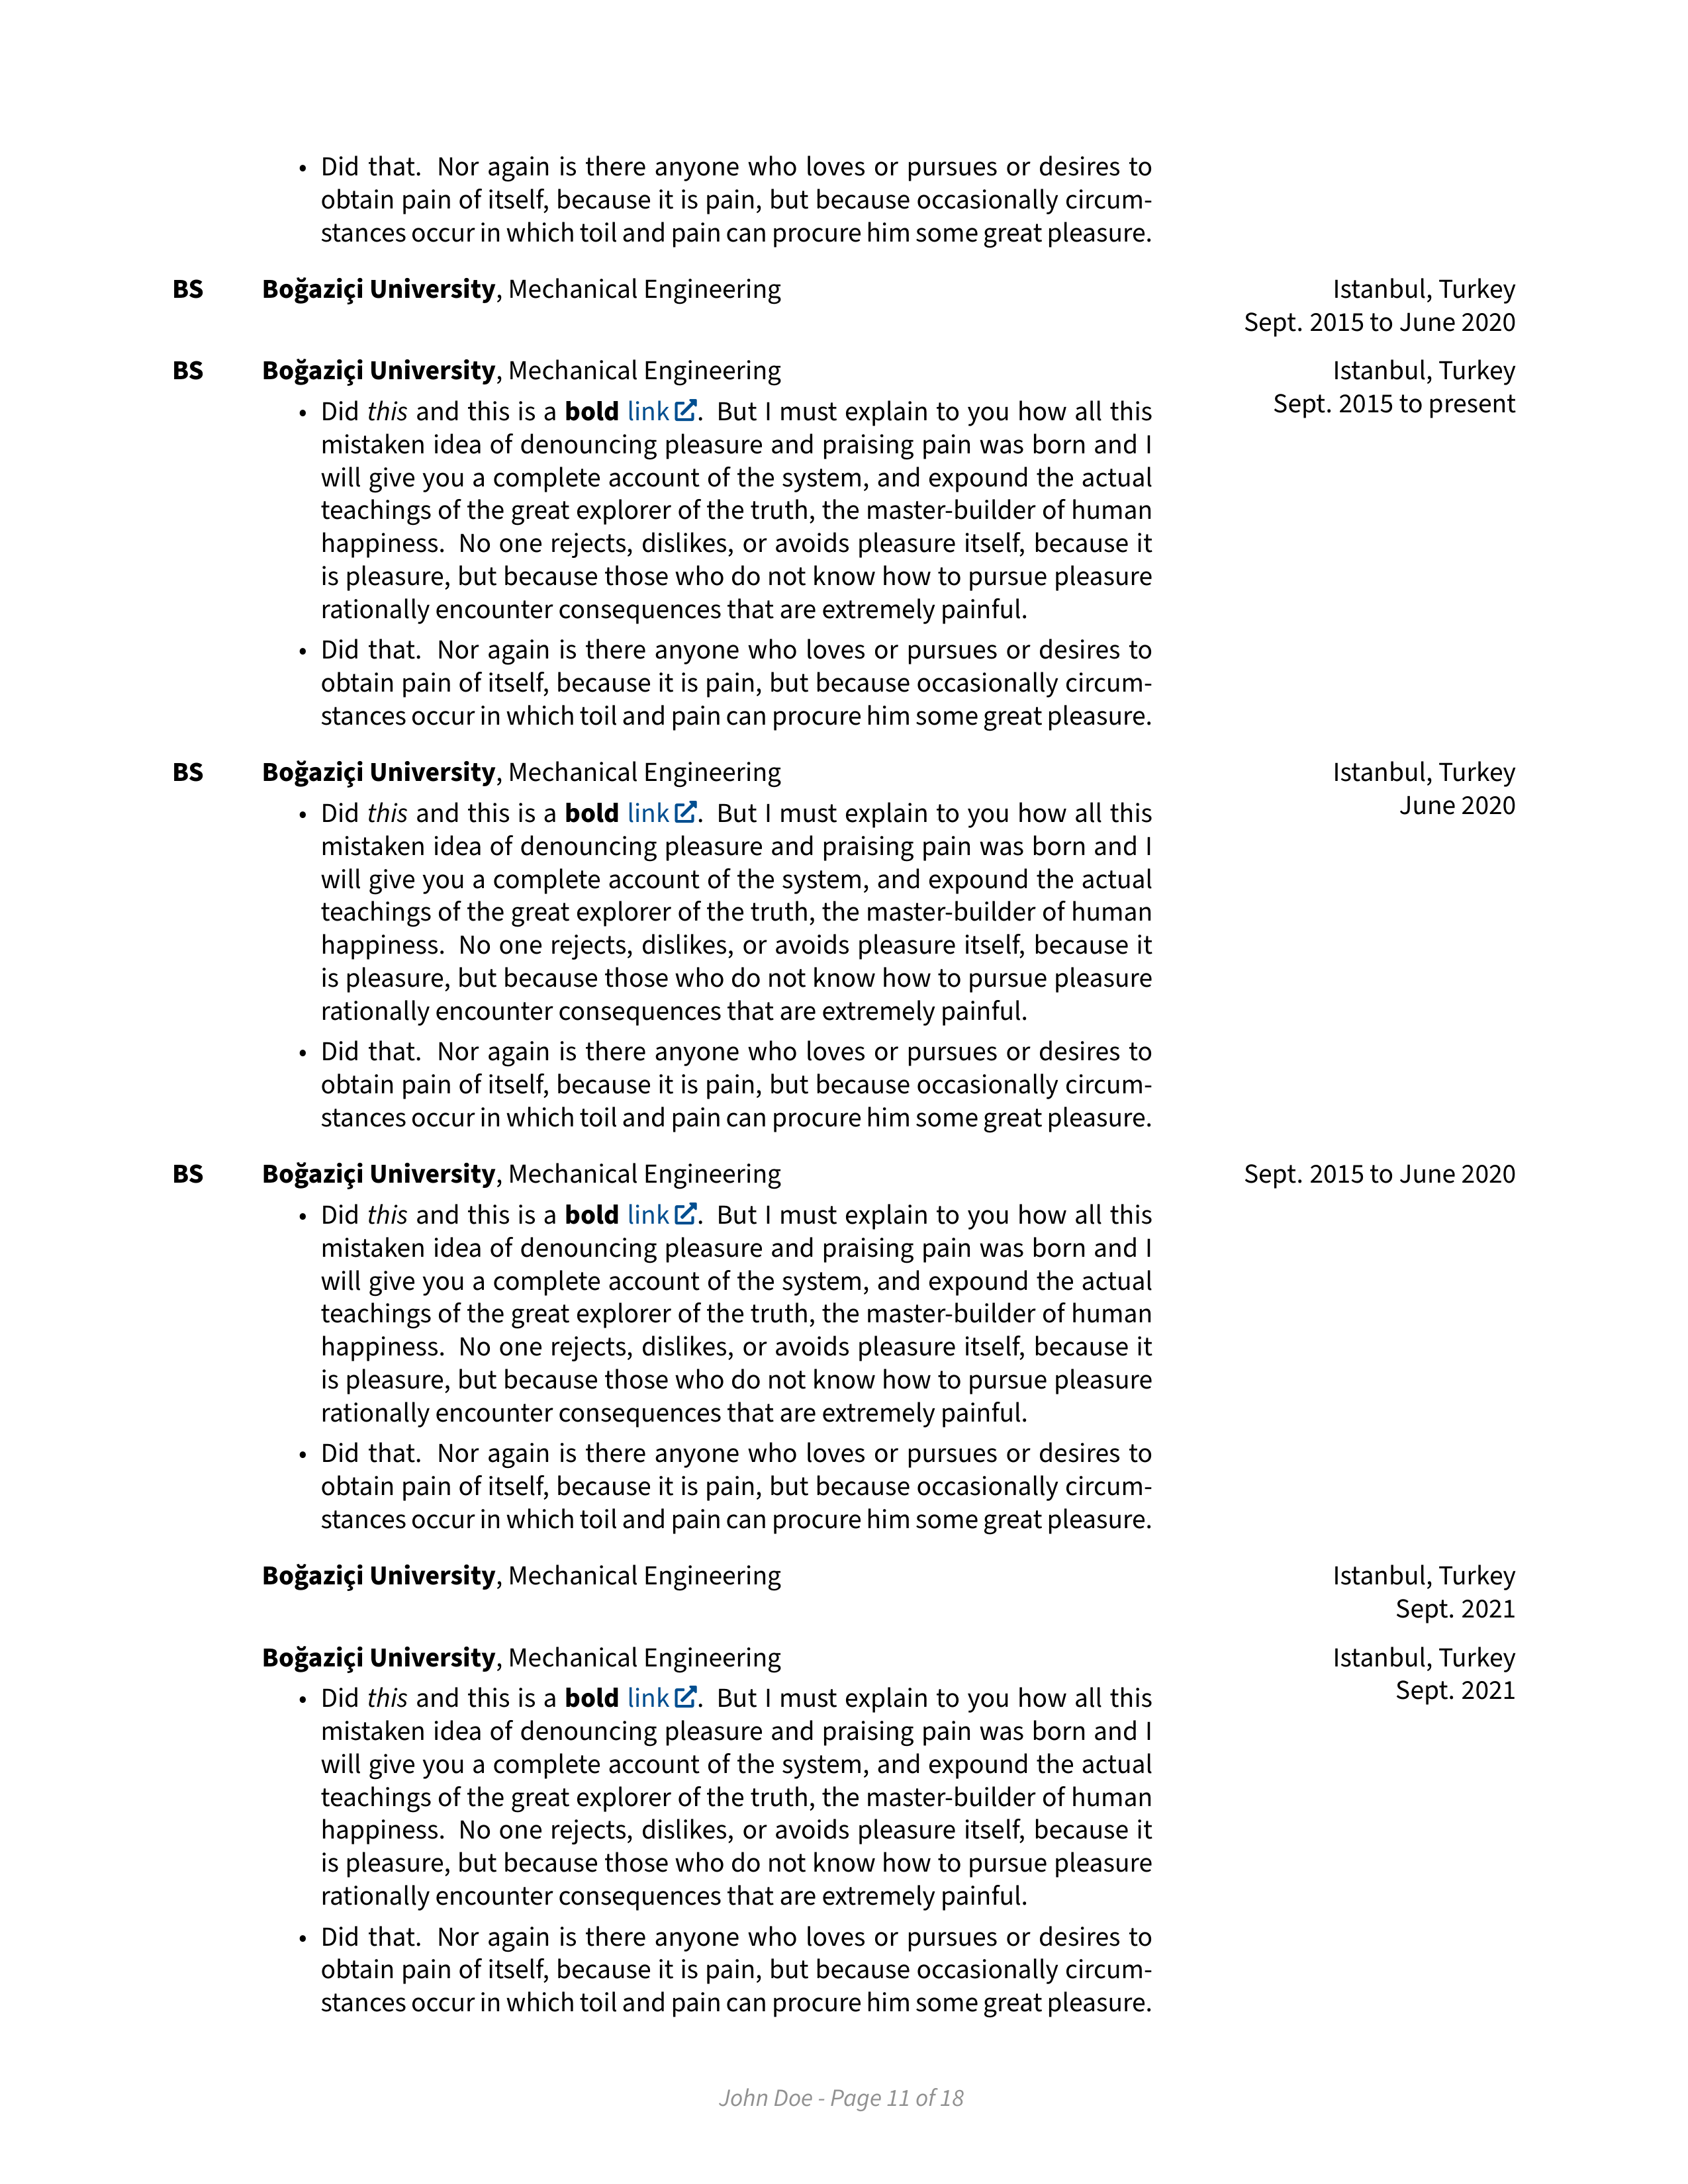 • Did that. Nor again is there anyone who loves or pursues or desires to
obtain pain of itself, because it is pain, but because occasionally circum-
stances occur in which toil and pain can procure him some great pleasure.
BS Boğaziçi University, Mechanical Engineering Istanbul, Turkey
Sept. 2015 to June 2020
BS Boğaziçi University, Mechanical Engineering Istanbul, Turkey
Sept. 2015 to present
• Did this and this is a bold link. But I must explain to you how all this
mistaken idea of denouncing pleasure and praising pain was born and I
will give you a complete account of the system, and expound the actual
teachings of the great explorer of the truth, the master-builder of human
happiness. No one rejects, dislikes, or avoids pleasure itself, because it
is pleasure, but because those who do not know how to pursue pleasure
rationally encounter consequences that are extremely painful.
• Did that. Nor again is there anyone who loves or pursues or desires to
obtain pain of itself, because it is pain, but because occasionally circum-
stances occur in which toil and pain can procure him some great pleasure.
BS Boğaziçi University, Mechanical Engineering Istanbul, Turkey
June 2020
• Did this and this is a bold link. But I must explain to you how all this
mistaken idea of denouncing pleasure and praising pain was born and I
will give you a complete account of the system, and expound the actual
teachings of the great explorer of the truth, the master-builder of human
happiness. No one rejects, dislikes, or avoids pleasure itself, because it
is pleasure, but because those who do not know how to pursue pleasure
rationally encounter consequences that are extremely painful.
• Did that. Nor again is there anyone who loves or pursues or desires to
obtain pain of itself, because it is pain, but because occasionally circum-
stances occur in which toil and pain can procure him some great pleasure.
BS Boğaziçi University, Mechanical Engineering Sept. 2015 to June 2020
• Did this and this is a bold link. But I must explain to you how all this
mistaken idea of denouncing pleasure and praising pain was born and I
will give you a complete account of the system, and expound the actual
teachings of the great explorer of the truth, the master-builder of human
happiness. No one rejects, dislikes, or avoids pleasure itself, because it
is pleasure, but because those who do not know how to pursue pleasure
rationally encounter consequences that are extremely painful.
• Did that. Nor again is there anyone who loves or pursues or desires to
obtain pain of itself, because it is pain, but because occasionally circum-
stances occur in which toil and pain can procure him some great pleasure.
Boğaziçi University, Mechanical Engineering Istanbul, Turkey
Sept. 2021
Boğaziçi University, Mechanical Engineering Istanbul, Turkey
Sept. 2021
• Did this and this is a bold link. But I must explain to you how all this
mistaken idea of denouncing pleasure and praising pain was born and I
will give you a complete account of the system, and expound the actual
teachings of the great explorer of the truth, the master-builder of human
happiness. No one rejects, dislikes, or avoids pleasure itself, because it
is pleasure, but because those who do not know how to pursue pleasure
rationally encounter consequences that are extremely painful.
• Did that. Nor again is there anyone who loves or pursues or desires to
obtain pain of itself, because it is pain, but because occasionally circum-
stances occur in which toil and pain can procure him some great pleasure.
John Doe - Page 11 of 18